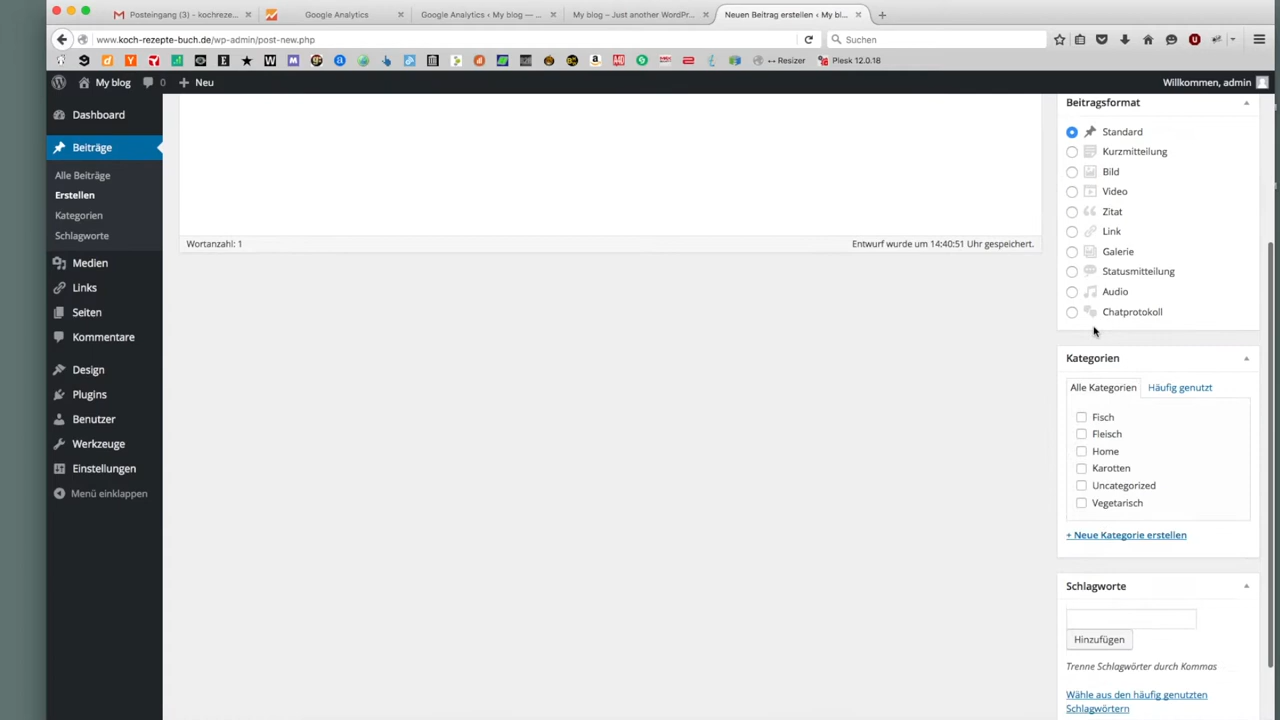 Posteingang (3) - kochreze...
Google Analytics
Google Analytics ‹ My blog —...
My blog – Just another WordPr...
Neuen Beitrag erstellen ‹ My bl...
www.koch-rezepte-buch.de/wp-admin/post-new.php
Suchen
↔ Resizer
Plesk 12.0.18
My blog
0
Neu
Willkommen, admin
Dashboard
Beiträge
Alle Beiträge
Erstellen
Kategorien
Schlagworte
Medien
Links
Seiten
Kommentare
Design
Plugins
Benutzer
Werkzeuge
Einstellungen
Menü einklappen
Wortanzahl: 1
Entwurf wurde um 14:40:51 Uhr gespeichert.
Beitragsformat
Standard
Kurzmitteilung
Bild
Video
Zitat
Link
Galerie
Statusmitteilung
Audio
Chatprotokoll
Kategorien
Alle Kategorien
Häufig genutzt
Fisch
Fleisch
Home
Karotten
Uncategorized
Vegetarisch
+ Neue Kategorie erstellen
Schlagworte
Hinzufügen
Trenne Schlagwörter durch Kommas
Wähle aus den häufig genutzten
Schlagwörtern